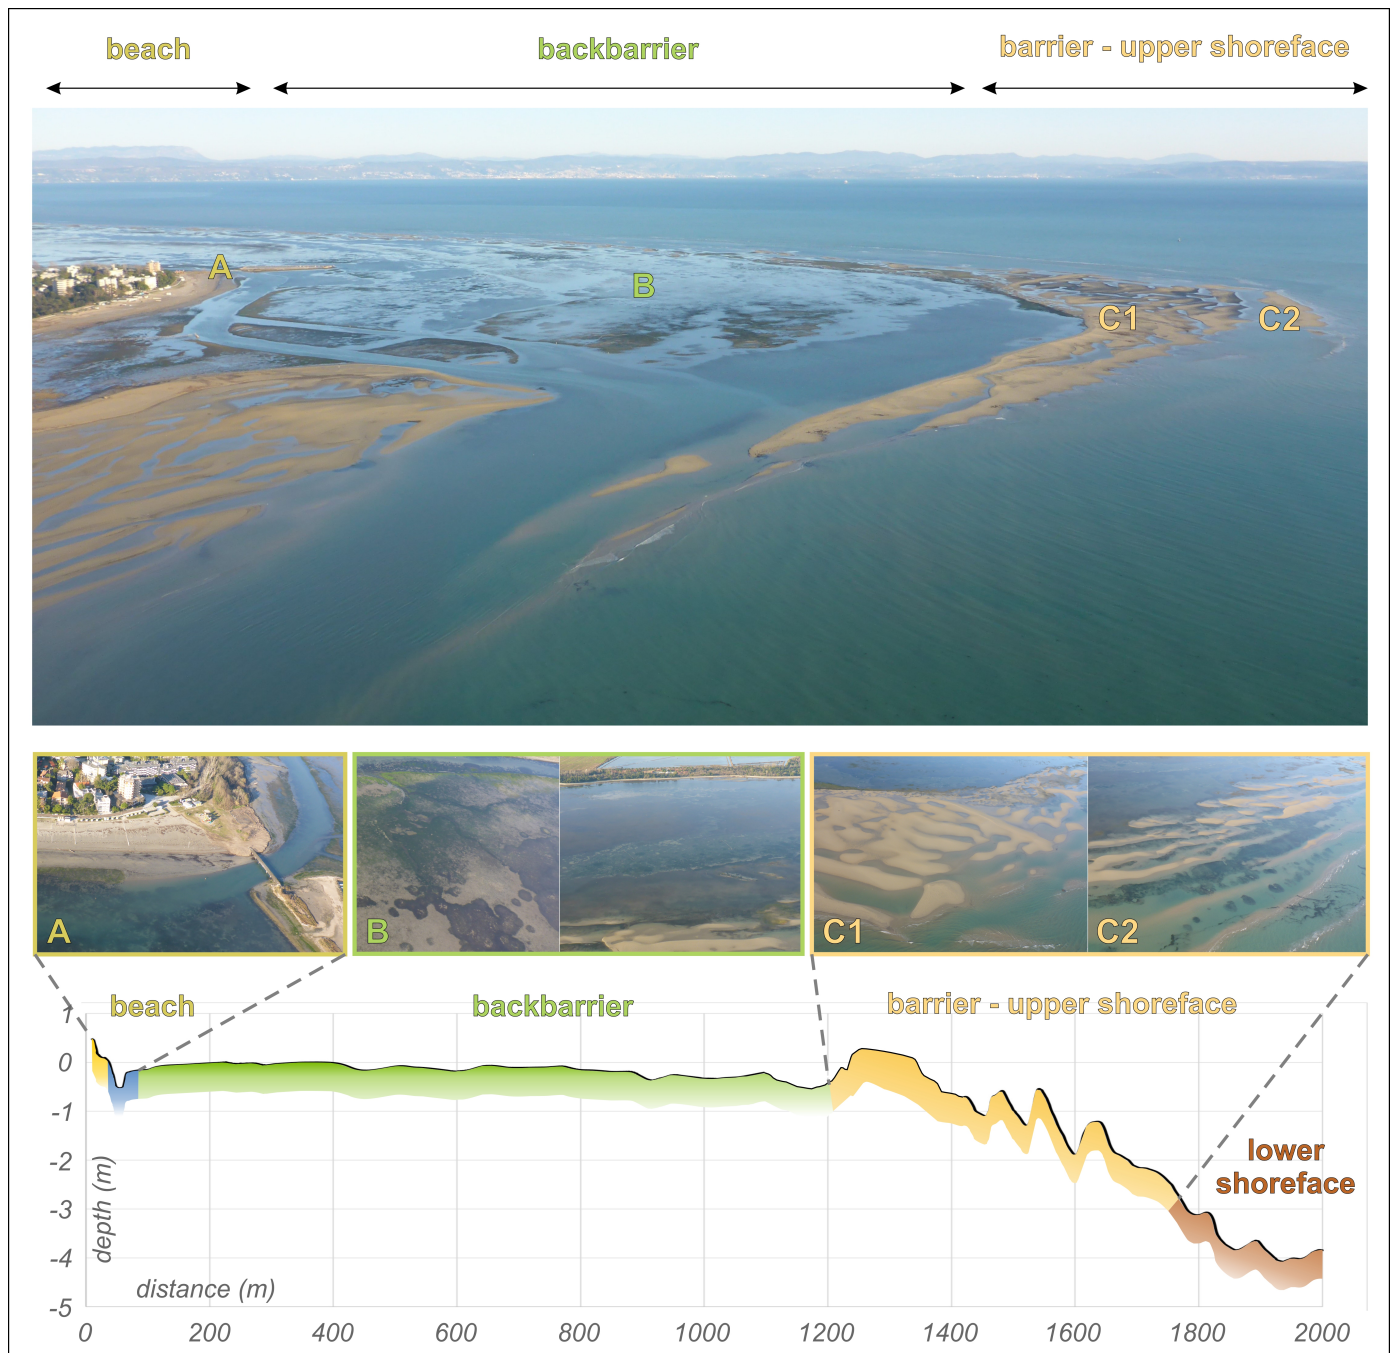 beach
backbarrier
barrier - upper shoreface
A
B
C1
C2
A
B
C1
C2
beach
backbarrier
barrier - upper shoreface
1
0
-1
-2
-3
-4
-5
depth (m)
distance (m)
lower
shoreface
0 200 400 600 800 1000 1200 1400 1600 1800 2000